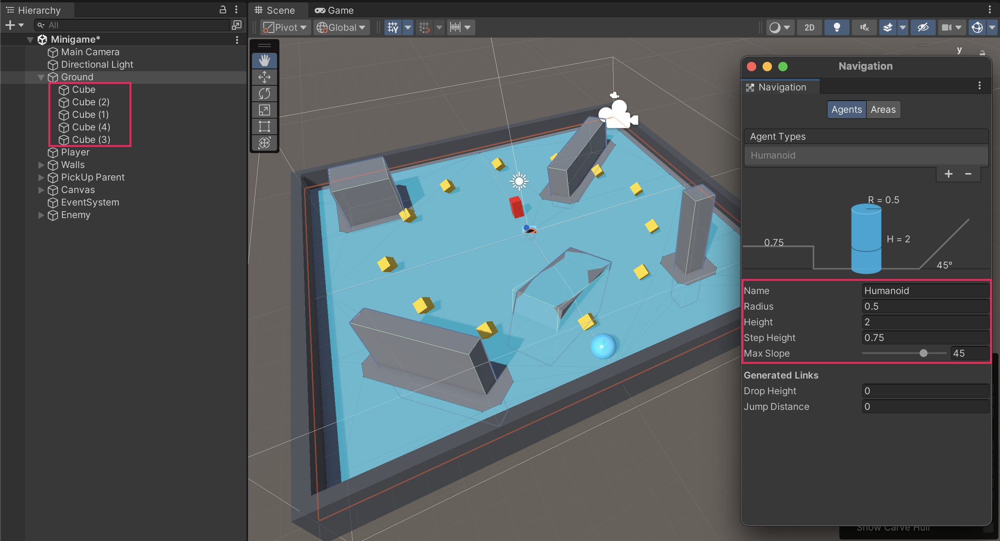 Hierarchy
All
Minigame*
Main Camera
Directional Light
Ground
Cube
Cube (2)
Cube (1)
Cube (4)
Cube (3)
Player
Walls
PickUp Parent
Canvas
EventSystem
Enemy
Scene
Game
Pivot
Global
2D
y
Navigation
Navigation
Agents
Areas
Agent Types
Humanoid
R = 0.5
0.75
H = 2
45°
Name
Humanoid
Radius
0.5
Height
2
Step Height
0.75
Max Slope
45
Generated Links
Drop Height
0
Jump Distance
0
Show Carve Hull